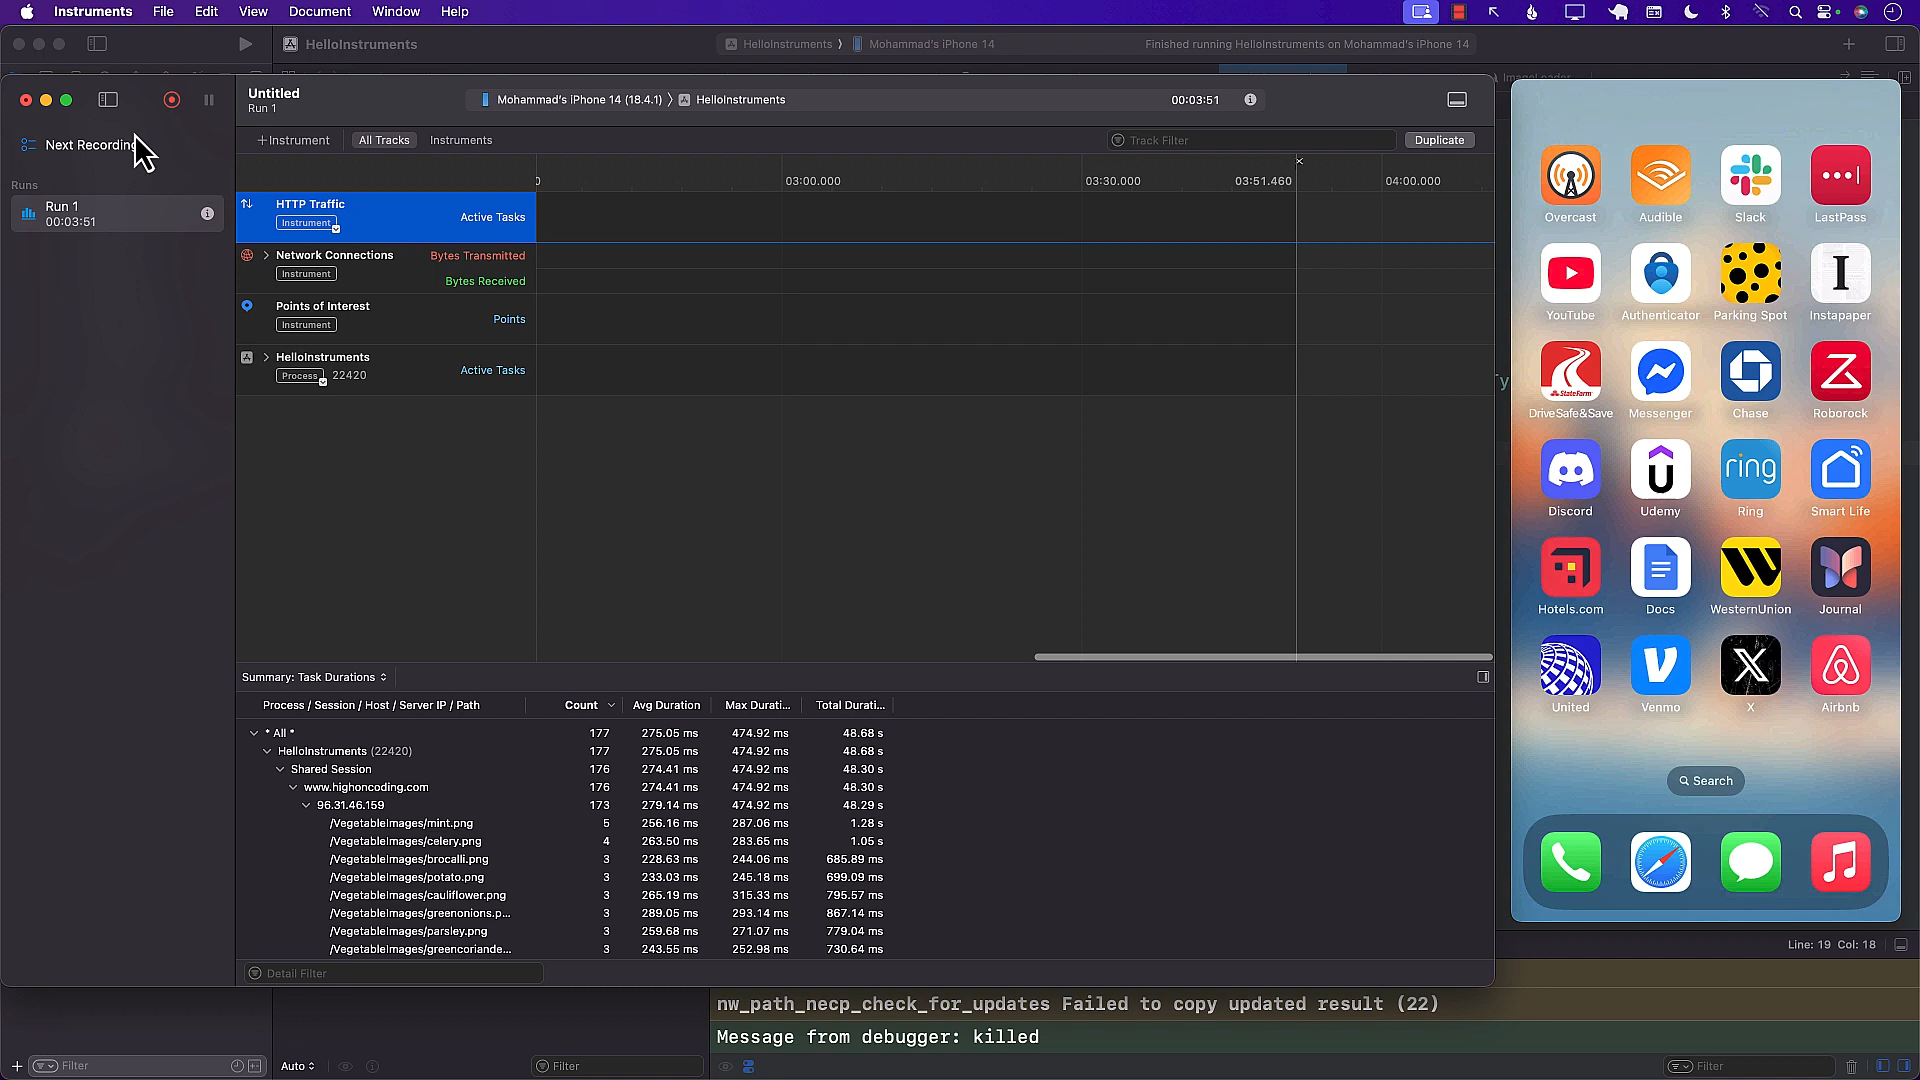 Instruments File Edit View Document Window Help
HelloInstruments
HelloInstruments 〉 Mohammad's iPhone 14
Finished running HelloInstruments on Mohammad's iPhone 14
Untitled
Run 1
Mohammad's iPhone 14 (18.4.1) 〉 HelloInstruments
00:03:51
Next Recording
Runs
Run 1
00:03:51
+ Instrument All Tracks Instruments
Track Filter
Duplicate
03:00.000 03:30.000 03:51.460 04:00.000
HTTP Traffic
Instrument
Active Tasks
Network Connections
Instrument
Bytes Transmitted
Bytes Received
Points of Interest
Instrument
Points
HelloInstruments
Process 22420
Active Tasks
Summary: Task Durations
Process / Session / Host / Server IP / Path Count Avg Duration Max Durati... Total Durati...
* All * 177 275.05 ms 474.92 ms 48.68 s
HelloInstruments (22420) 177 275.05 ms 474.92 ms 48.68 s
Shared Session 176 274.41 ms 474.92 ms 48.30 s
www.highoncoding.com 176 274.41 ms 474.92 ms 48.30 s
96.31.46.159 173 279.14 ms 474.92 ms 48.29 s
/VegetableImages/mint.png 5 256.16 ms 287.06 ms 1.28 s
/VegetableImages/celery.png 4 263.50 ms 283.65 ms 1.05 s
/VegetableImages/brocalli.png 3 228.63 ms 244.06 ms 685.89 ms
/VegetableImages/potato.png 3 233.03 ms 245.18 ms 699.09 ms
/VegetableImages/cauliflower.png 3 265.19 ms 315.33 ms 795.57 ms
/VegetableImages/greenonions.p... 3 289.05 ms 293.14 ms 867.14 ms
/VegetableImages/parsley.png 3 259.68 ms 271.07 ms 779.04 ms
/VegetableImages/greencoriande... 3 243.55 ms 252.98 ms 730.64 ms
Detail Filter
Overcast Audible Slack LastPass
YouTube Authenticator Parking Spot Instapaper
StateFarm
DriveSafe&Save Messenger Chase Roborock
ring
Discord Udemy Ring Smart Life
Hotels.com Docs WesternUnion Journal
United Venmo X Airbnb
Search
Line: 19 Col: 18
nw_path_necp_check_for_updates Failed to copy updated result (22)
Message from debugger: killed
Filter
Auto
Filter
Filter